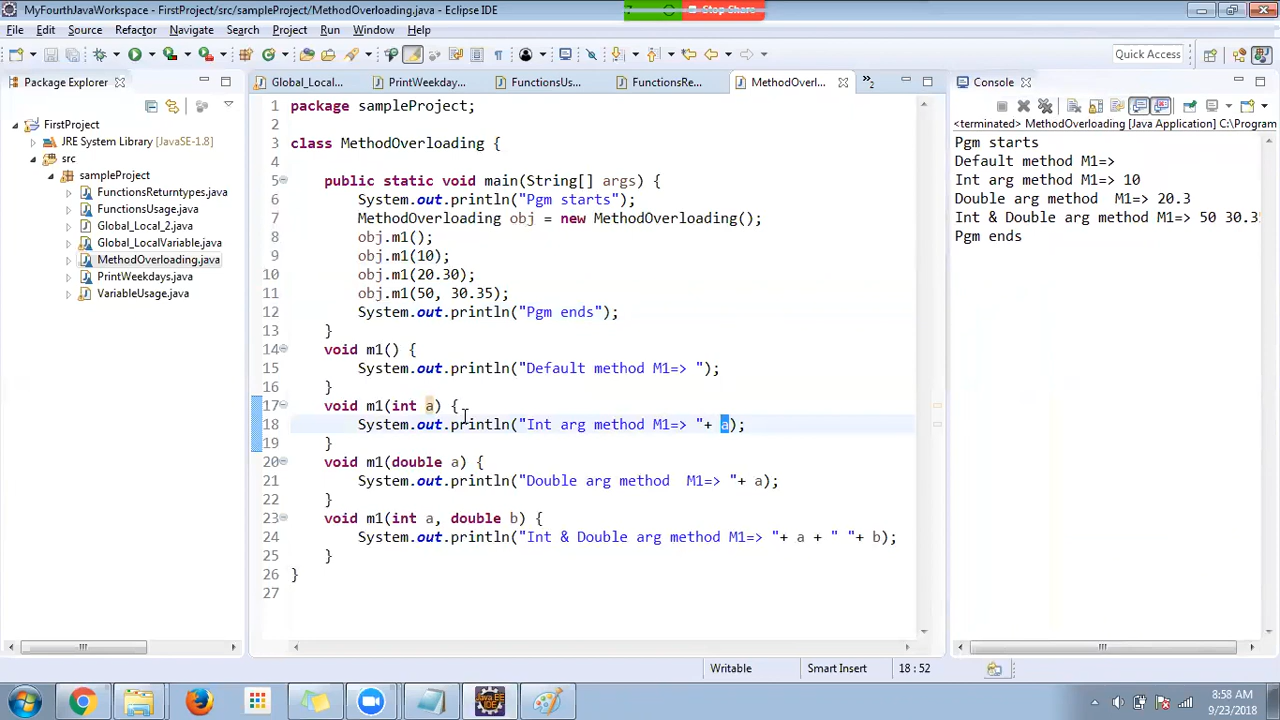 MyFourthJavaWorkspace - FirstProject/src/sampleProject/MethodOverloading.java - Eclipse IDE
Stop Share
File Edit Source Refactor Navigate Search Project Run Window Help
Quick Access
Package Explorer
FirstProject
JRE System Library [JavaSE-1.8]
src
sampleProject
FunctionsReturntypes.java
FunctionsUsage.java
Global_Local_2.java
Global_LocalVariable.java
MethodOverloading.java
PrintWeekdays.java
VariableUsage.java
Global_Local... PrintWeekday... FunctionsUs... FunctionsRe... MethodOverl... »2
1 package sampleProject;
2
3 class MethodOverloading {
4
5 public static void main(String[] args) {
6 System.out.println("Pgm starts");
7 MethodOverloading obj = new MethodOverloading();
8 obj.m1();
9 obj.m1(10);
10 obj.m1(20.30);
11 obj.m1(50, 30.35);
12 System.out.println("Pgm ends");
13 }
14 void m1() {
15 System.out.println("Default method M1=> ");
16 }
17 void m1(int a) {
18 System.out.println("Int arg method M1=> "+ a);
19 }
20 void m1(double a) {
21 System.out.println("Double arg method  M1=> "+ a);
22 }
23 void m1(int a, double b) {
24 System.out.println("Int & Double arg method M1=> "+ a + " "+ b);
25 }
26 }
27
Console
<terminated> MethodOverloading [Java Application] C:\Program
Pgm starts
Default method M1=>
Int arg method M1=> 10
Double arg method  M1=> 20.3
Int & Double arg method M1=> 50 30.35
Pgm ends
Writable Smart Insert 18 : 52
Java EE
IDE
8:58 AM
9/23/2018